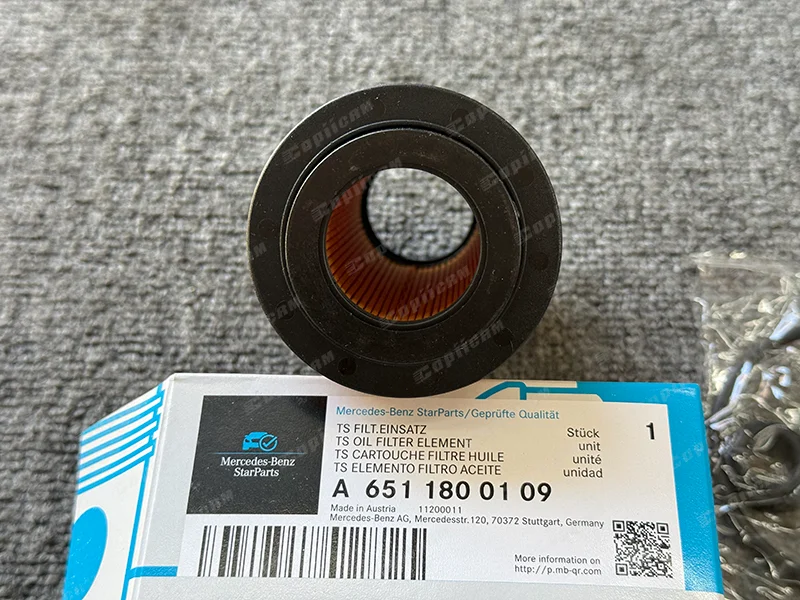 CapiiCAM
Mercedes-Benz StarParts/Geprüfte Qualität
Mercedes-Benz
StarParts
TS FILT.EINSATZ Stück 1
TS OIL FILTER ELEMENT unit
TS CARTOUCHE FILTRE HUILE unité
TS ELEMENTO FILTRO ACEITE unidad
A 651 180 01 09
Made in Austria 11200011
Mercedes-Benz AG, Mercedesstr.120, 70372 Stuttgart, Germany
More information on
http://p.mb-qr.com/